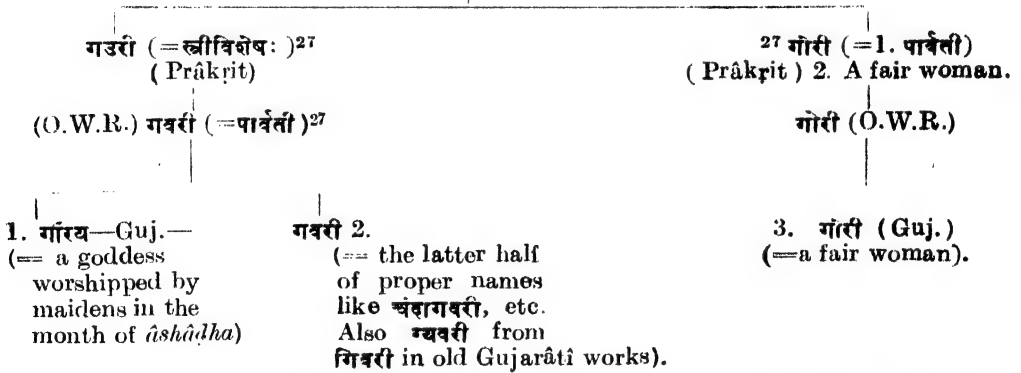 गउरी (=स्त्रीविशेषः)²⁷
(Prâkṛit)
²⁷ गोरी (=1. पार्वती)
(Prâkṛit) 2. A fair woman.
(O.W.R.) गवरी (=पार्वती)²⁷
गोरी (O.W.R.)
1. गॉरय—Guj.—
(== a goddess
worshipped by
maidens in the
month of âshâḍha)
गवरी 2.
(== the latter half
of proper names
like चंदागवरी, etc.
Also ग्यवरी from
गिवरी in old Gujarâtî works).
3. गोरी (Guj.)
(==a fair woman).